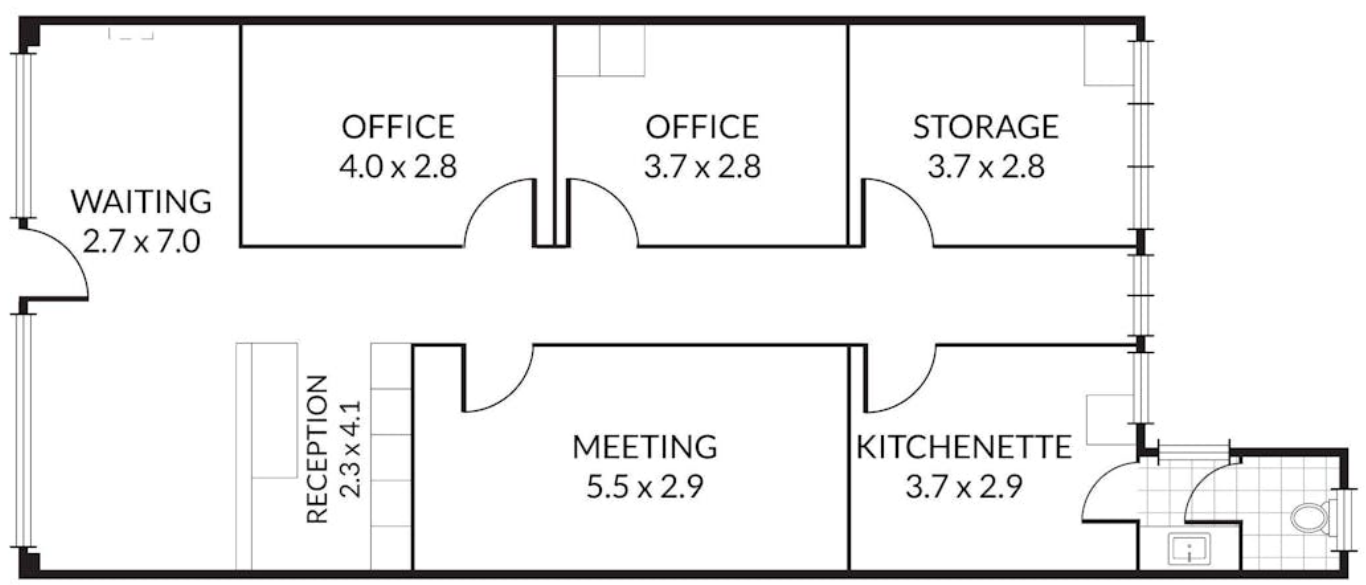 WAITING
2.7 x 7.0
OFFICE
4.0 x 2.8
OFFICE
3.7 x 2.8
STORAGE
3.7 x 2.8
RECEPTION
2.3 x 4.1
MEETING
5.5 x 2.9
KITCHENETTE
3.7 x 2.9